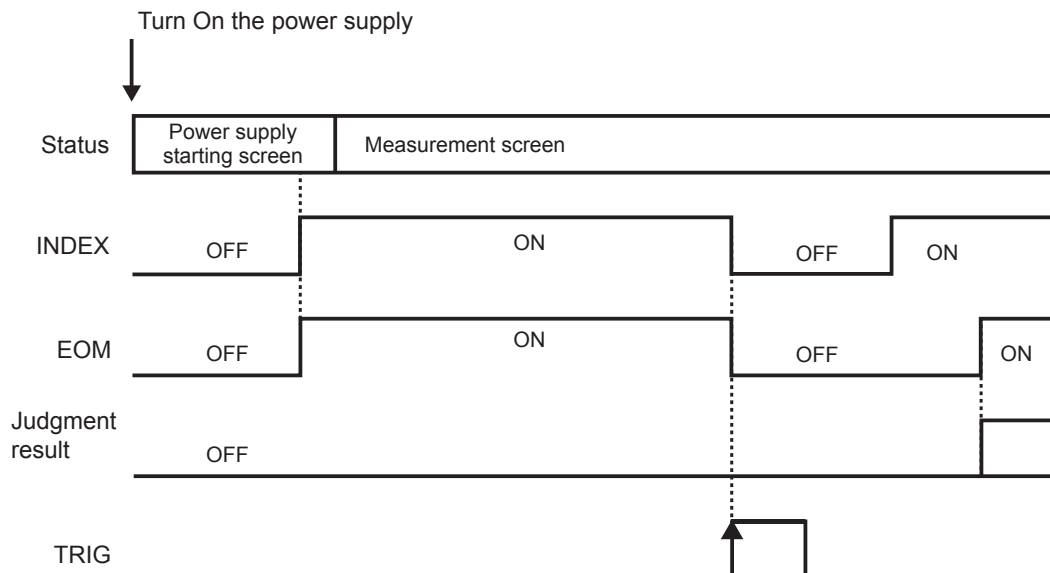 Turn On the power supply
Status
Power supply
starting screen
Measurement screen
INDEX
OFF
ON
OFF
ON
EOM
OFF
ON
OFF
ON
Judgment
result
OFF
TRIG